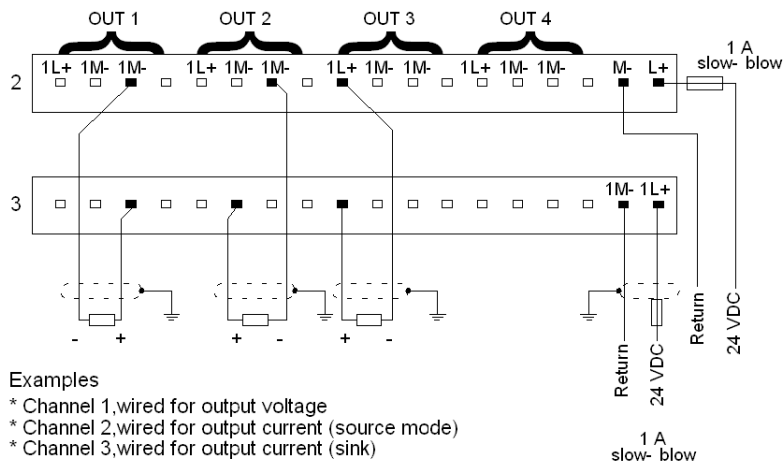 OUT 1 OUT 2 OUT 3 OUT 4
1 A
slow- blow
1L+ 1M- 1M- 1L+ 1M- 1M- 1L+ 1M- 1M- 1L+ 1M- 1M- M- L+
2
1M- 1L+
3
Return
24 VDC
Return
24 VDC
- + + - + -
Examples
* Channel 1,wired for output voltage
* Channel 2,wired for output current (source mode)
* Channel 3,wired for output current (sink)
1 A
slow- blow